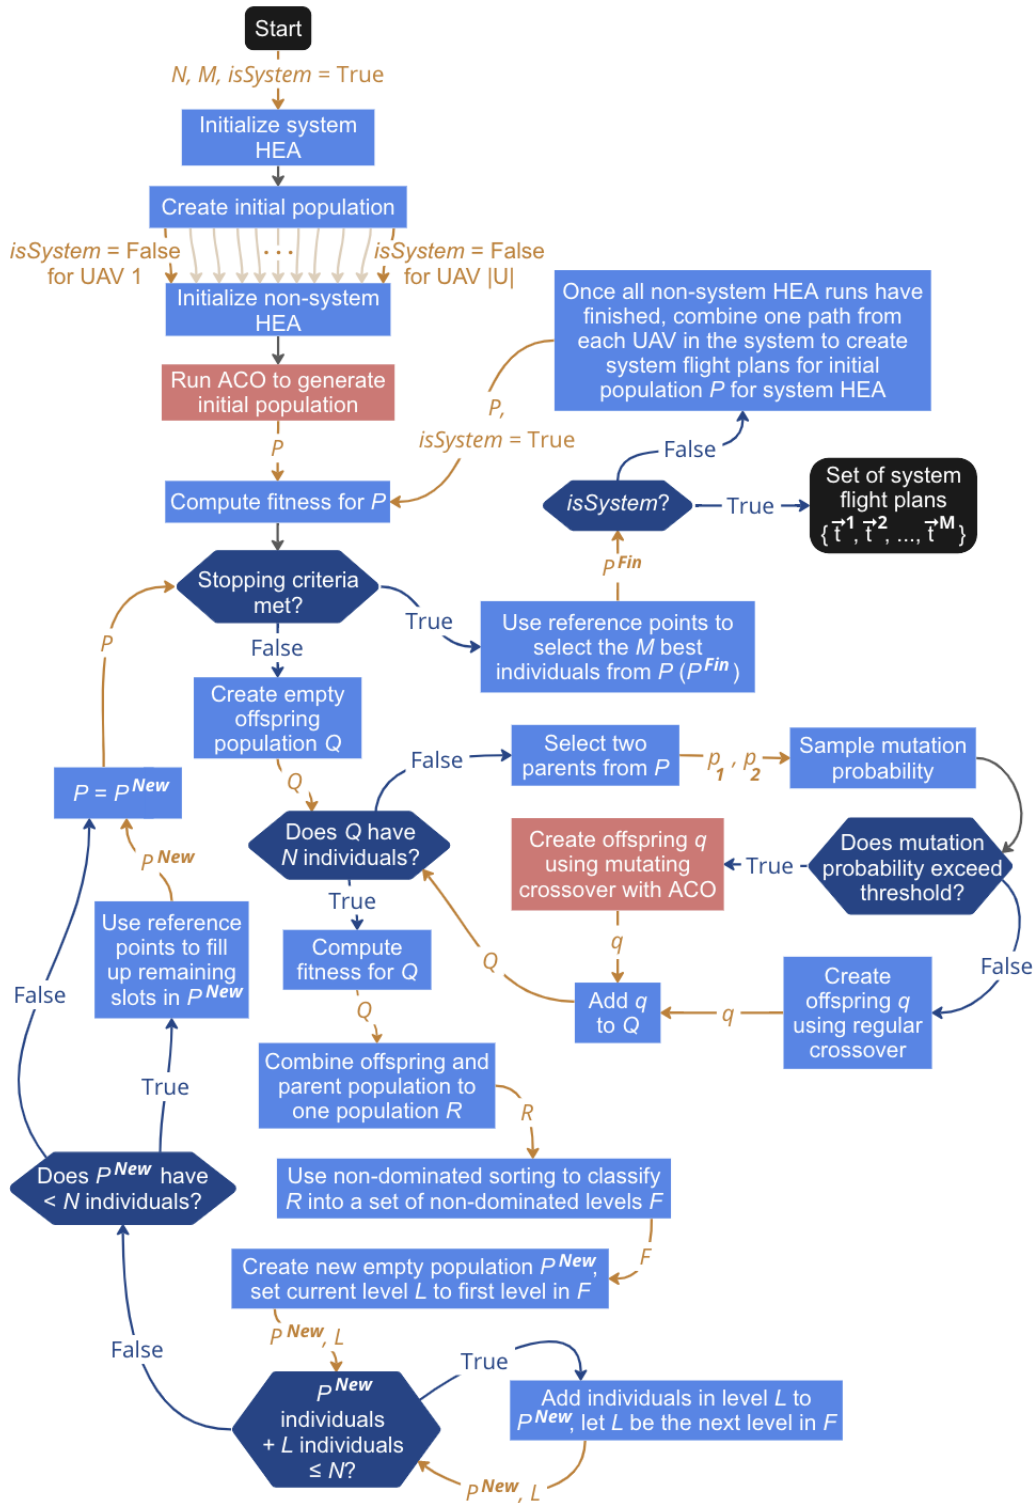 Start
N, M, isSystem = True
Initialize system
HEA
Create initial population
isSystem = False
for UAV 1
...
isSystem = False
for UAV |U|
Initialize non-system
HEA
Run ACO to generate
initial population
P
Compute fitness for P
Once all non-system HEA runs have
finished, combine one path from
each UAV in the system to create
system flight plans for initial
population P for system HEA
P,
isSystem = True
False
isSystem?
True
Set of system
flight plans
{ t⃗¹, t⃗², ..., t⃗ᴹ }
P^Fin
Stopping criteria
met?
True
Use reference points to
select the M best
individuals from P (P^Fin)
False
Create empty
offspring
population Q
Q
P
P = P^New
P^New
Does Q have
N individuals?
False
Select two
parents from P
p₁ , p₂
Sample mutation
probability
Does mutation
probability exceed
threshold?
True
Create offspring q
using mutating
crossover with ACO
q
False
Create
offspring q
using regular
crossover
q
Add q
to Q
Q
True
Compute
fitness for Q
Q
Combine offspring and
parent population to
one population R
R
Use non-dominated sorting to classify
R into a set of non-dominated levels F
F
Create new empty population P^New,
set current level L to first level in F
P^New, L
P^New
individuals
+ L individuals
≤ N?
True
Add individuals in level L to
P^New, let L be the next level in F
P^New, L
False
Does P^New have
< N individuals?
True
Use reference
points to fill
up remaining
slots in P^New
False